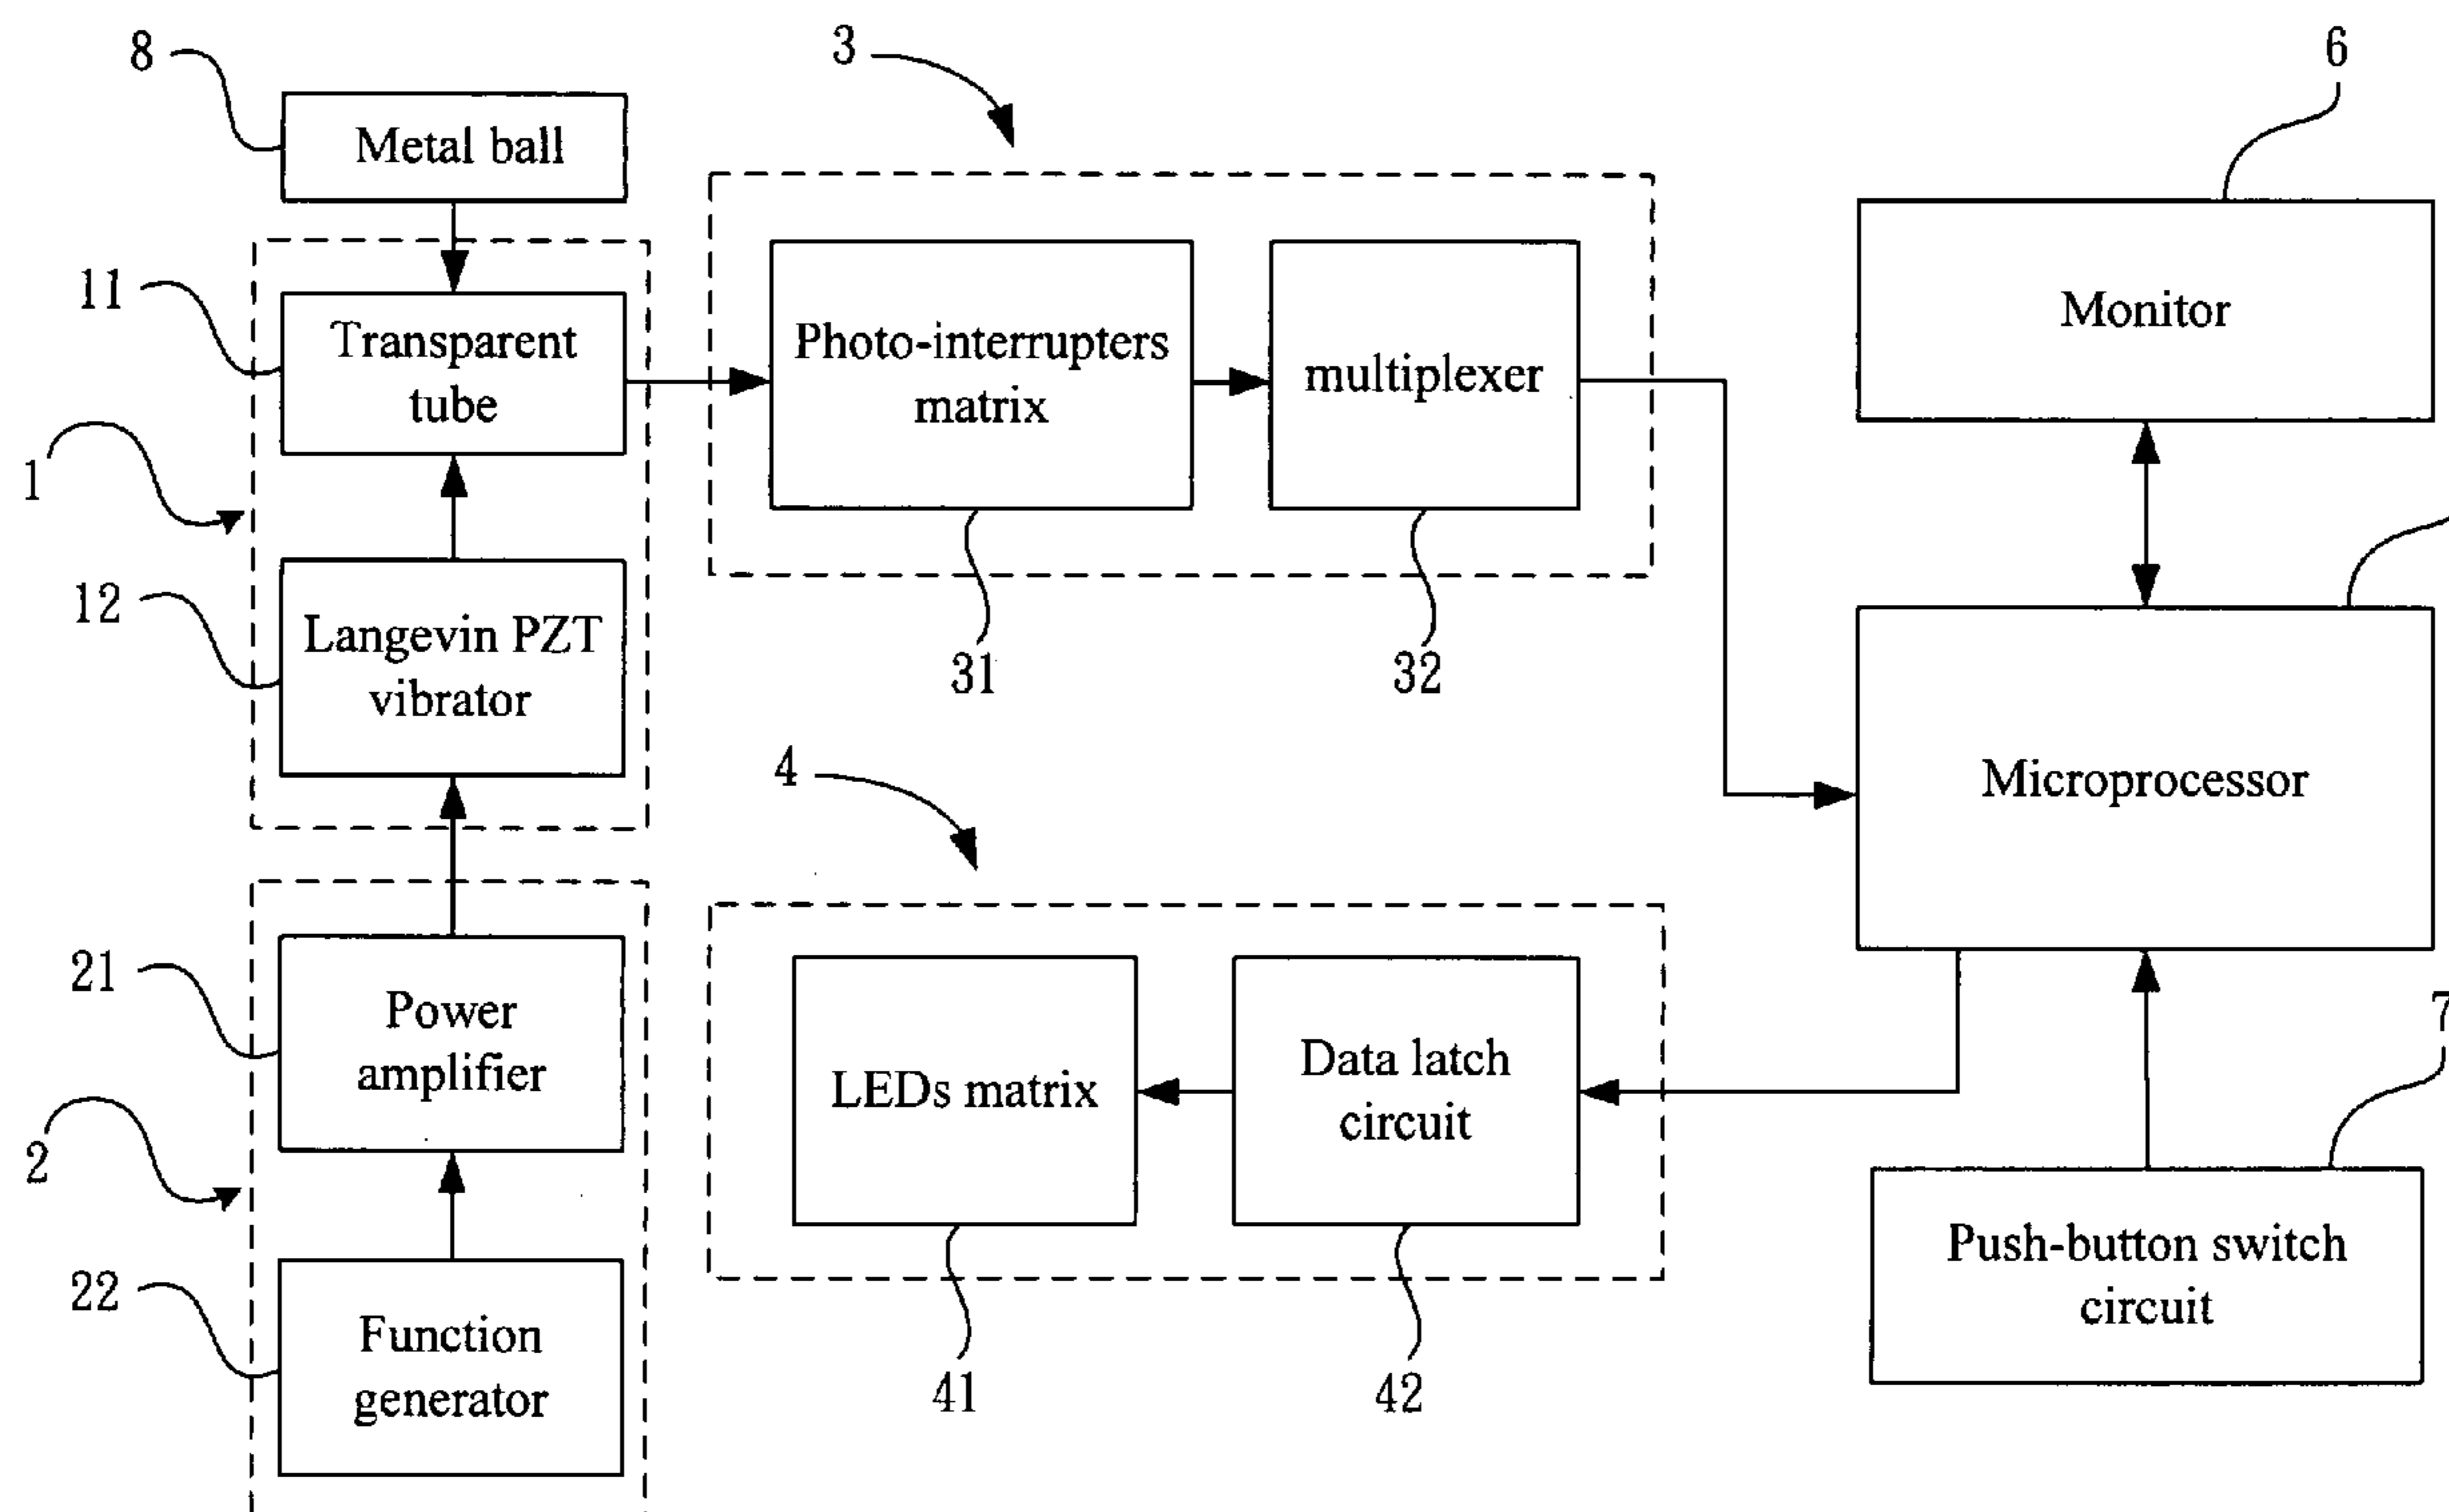 8
Metal ball
3
6
11
Transparent
tube
1
Photo-interrupters
matrix
multiplexer
Monitor
12
Langevin PZT
vibrator
31
32
4
Microprocessor
21
Power
amplifier
2
LEDs matrix
Data latch
circuit
7
22
Function
generator
41
42
Push-button switch
circuit